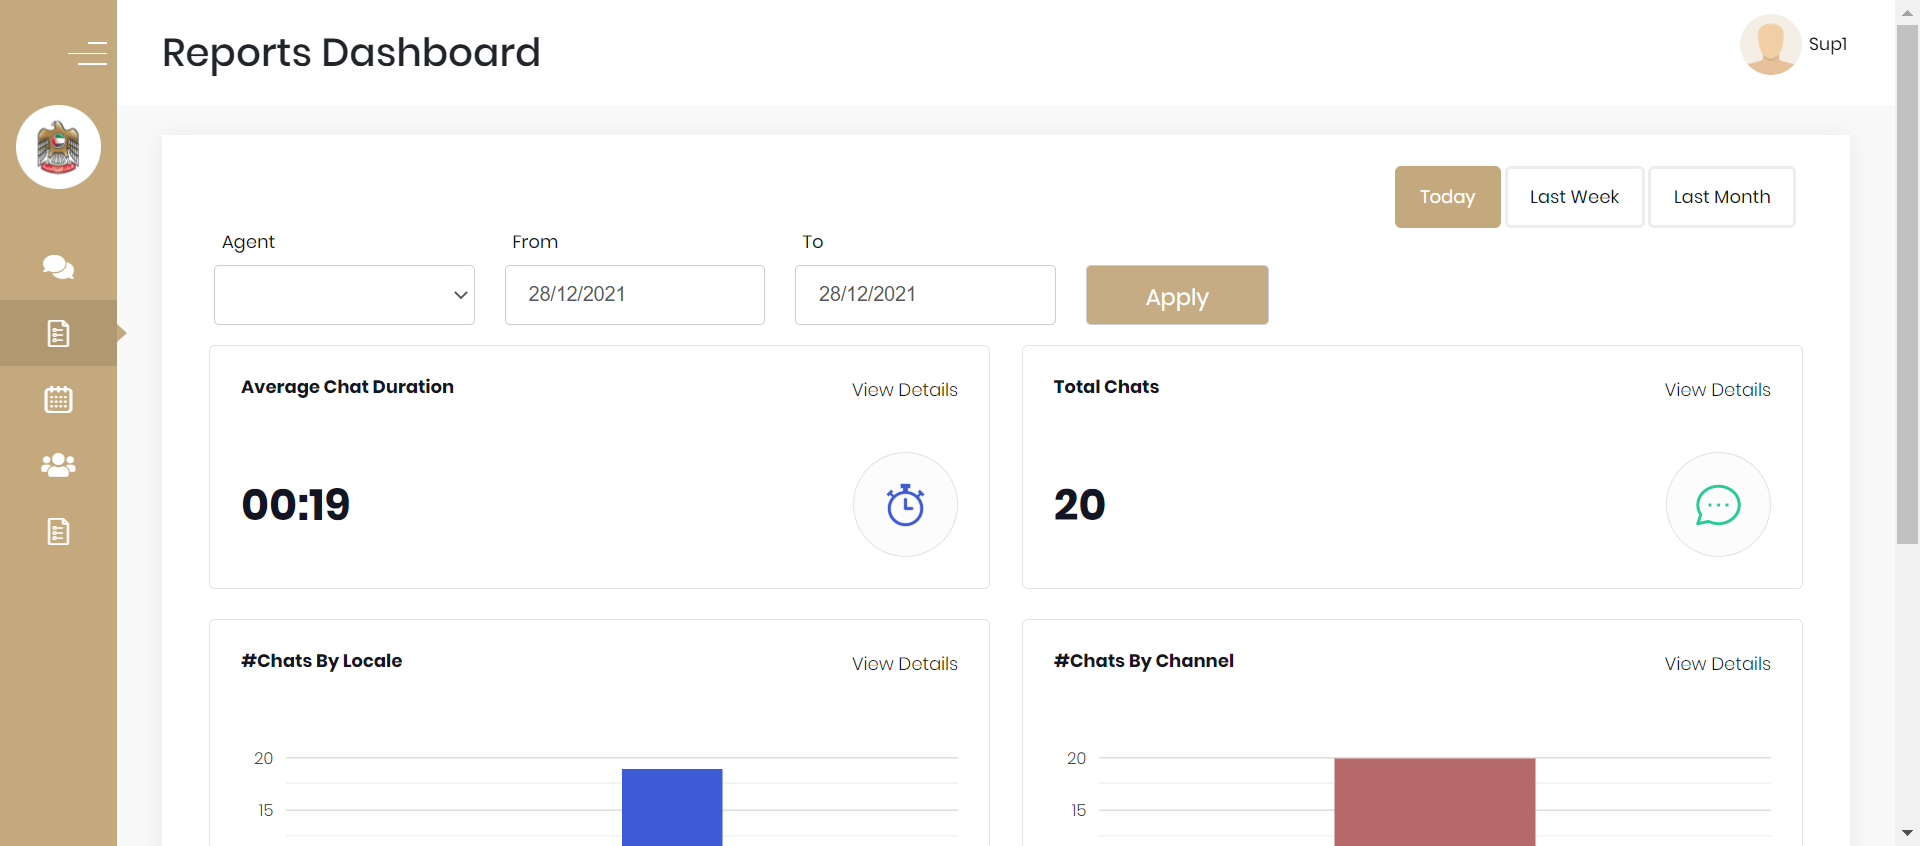 Reports Dashboard
Sup1
Today
Last Week
Last Month
Agent
From
To
28/12/2021
28/12/2021
Apply
Average Chat Duration
View Details
00:19
Total Chats
View Details
20
#Chats By Locale
View Details
20
15
#Chats By Channel
View Details
20
15